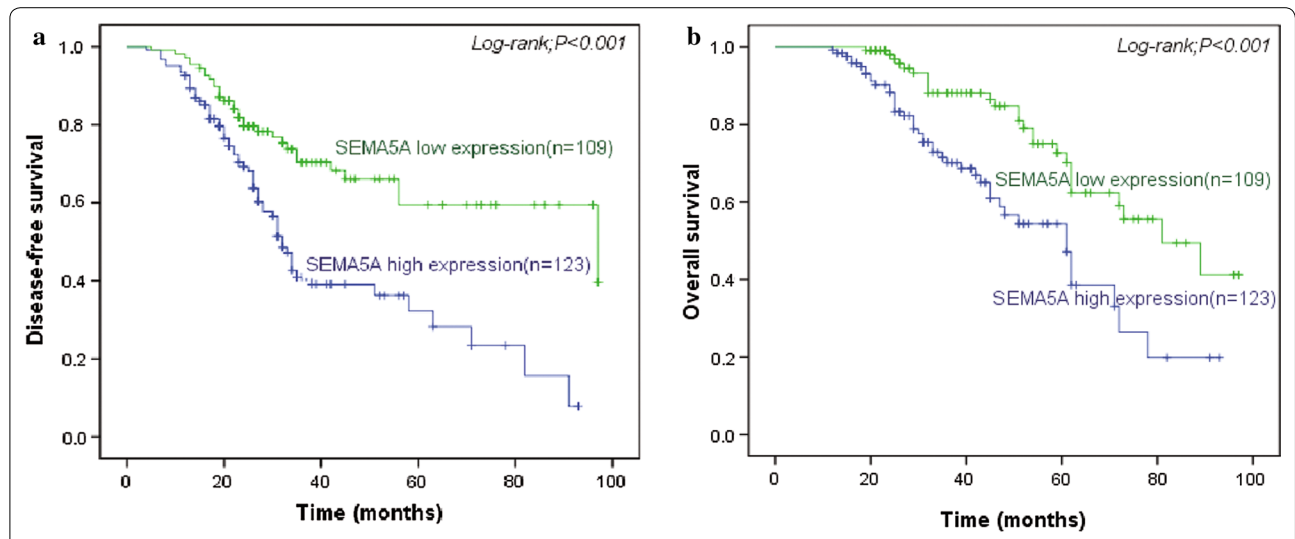 a
Log-rank;P<0.001
1.0
0.8
0.6
0.4
0.2
0.0
Disease-free survival
SEMA5A low expression(n=109)
SEMA5A high expression(n=123)
0 20 40 60 80 100
Time (months)
b
Log-rank;P<0.001
1.0
0.8
0.6
0.4
0.2
0.0
Overall survival
SEMA5A low expression(n=109)
SEMA5A high expression(n=123)
0 20 40 60 80 100
Time (months)